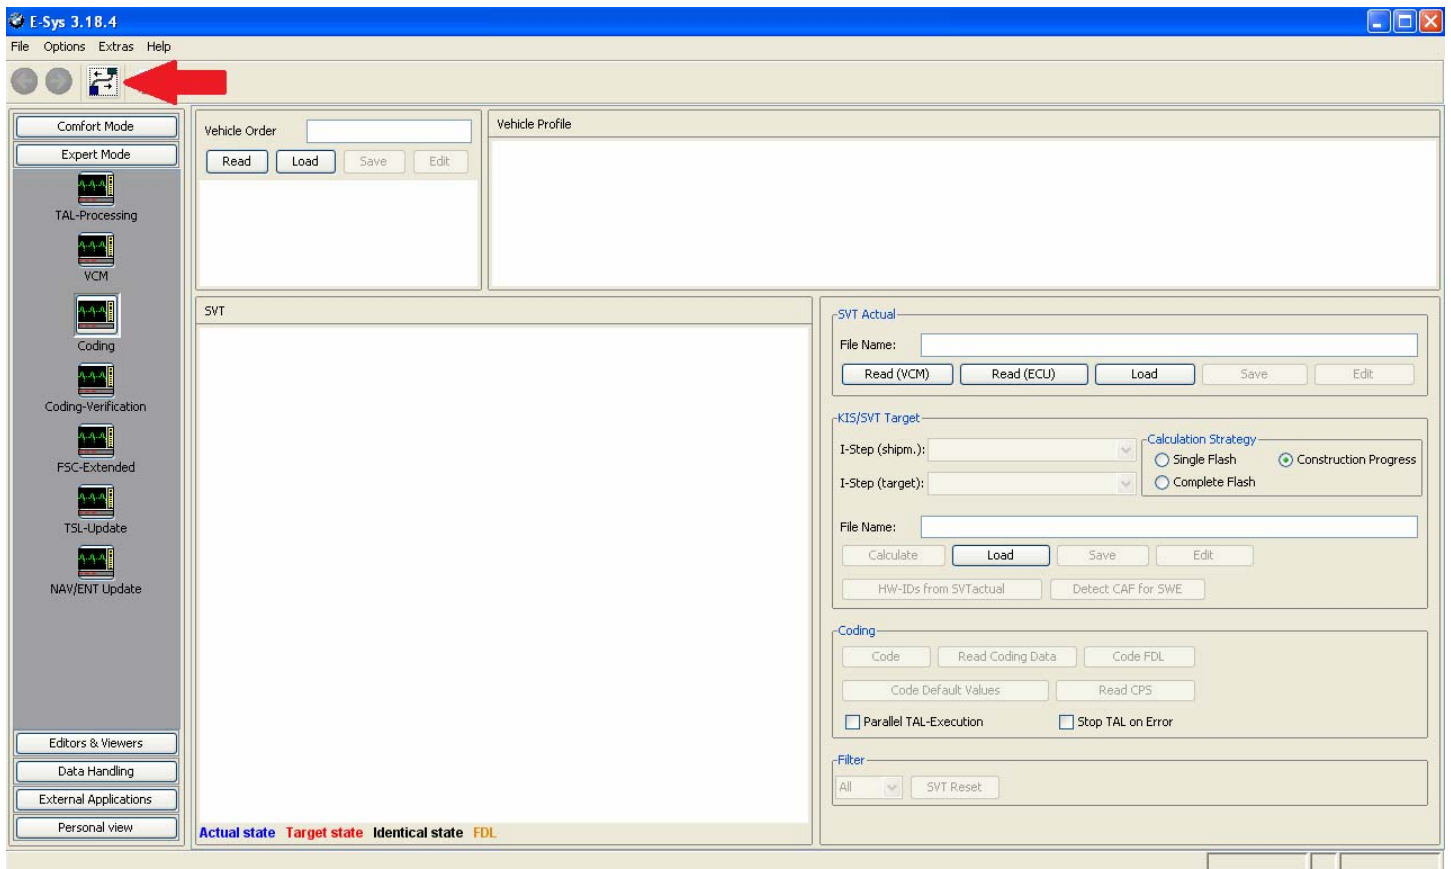 E-Sys 3.18.4
File Options Extras Help
Comfort Mode
Expert Mode
TAL-Processing
VCM
Coding
Coding-Verification
FSC-Extended
TSL-Update
NAV/ENT Update
Editors & Viewers
Data Handling
External Applications
Personal view
Vehicle Order
Read Load Save Edit
Vehicle Profile
SVT
Actual state Target state Identical state FDL
SVT Actual
File Name:
Read (VCM) Read (ECU) Load Save Edit
KIS/SVT Target
I-Step (shipm.):
I-Step (target):
Calculation Strategy
Single Flash Construction Progress
Complete Flash
File Name:
Calculate Load Save Edit
HW-IDs from SVTactual Detect CAF for SWE
Coding
Code Read Coding Data Code FDL
Code Default Values Read CPS
Parallel TAL-Execution Stop TAL on Error
Filter
All SVT Reset